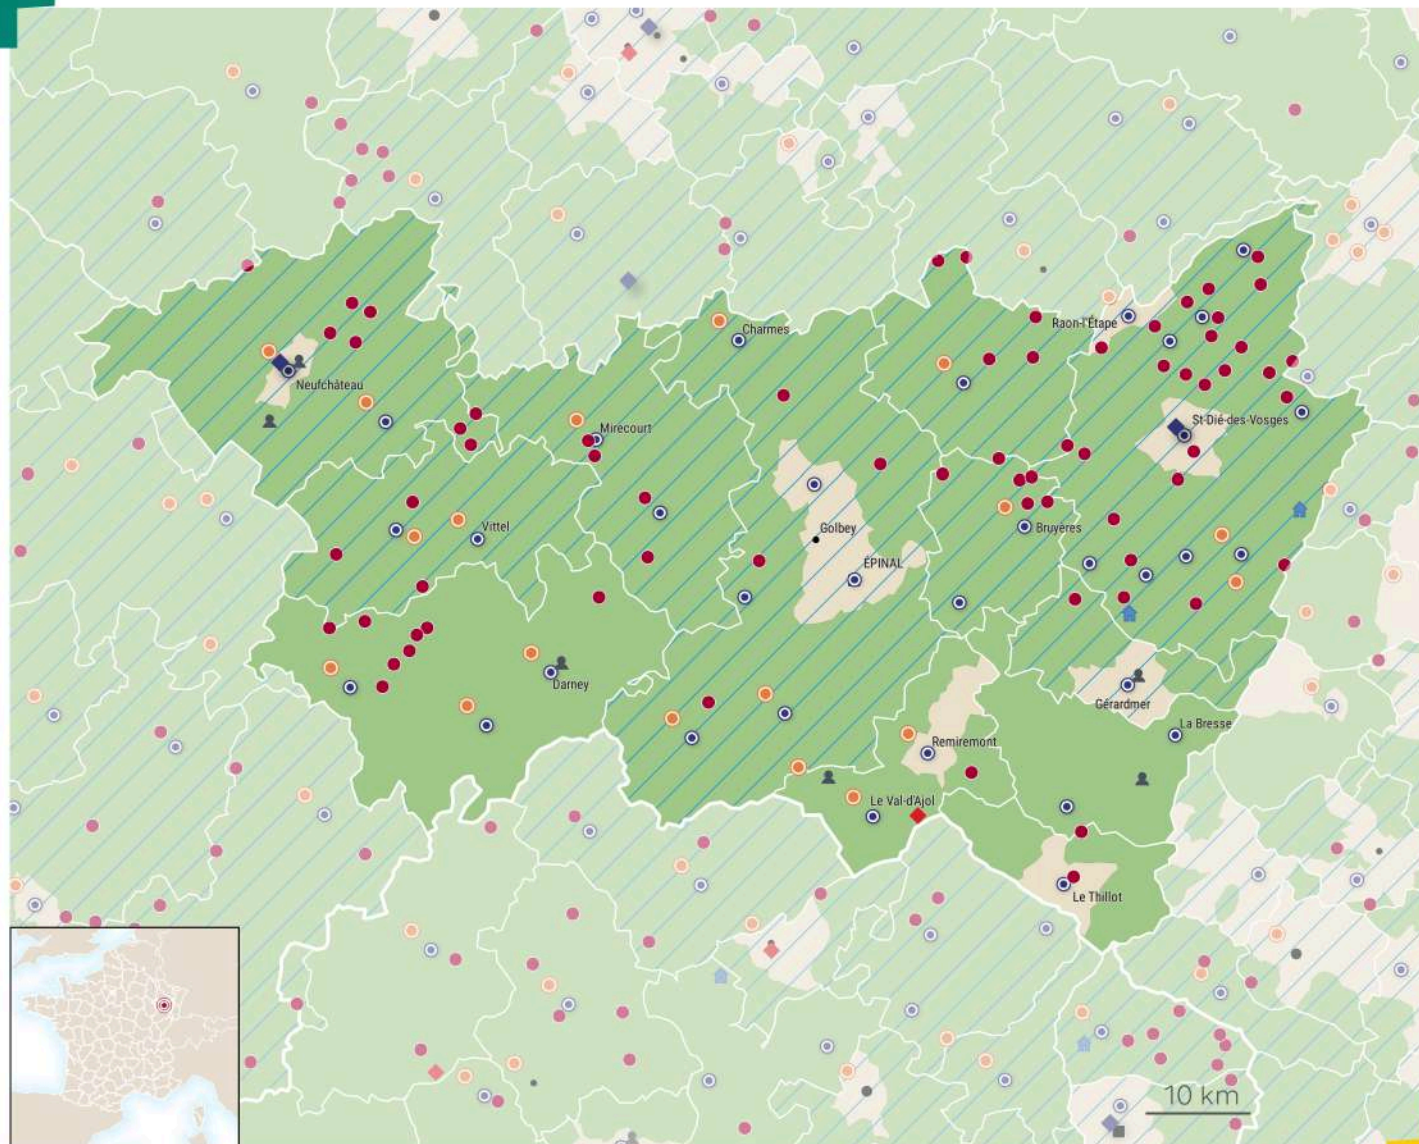 Charmes
Raon-l'Étape
Neufchâteau
Mirecourt
St-Dié-des-Vosges
Vittel
Golbey
Bruyères
ÉPINAL
Darney
Gérardmer
La Bresse
Remiremont
Le Val-d'Ajol
Le Thillot
10 km